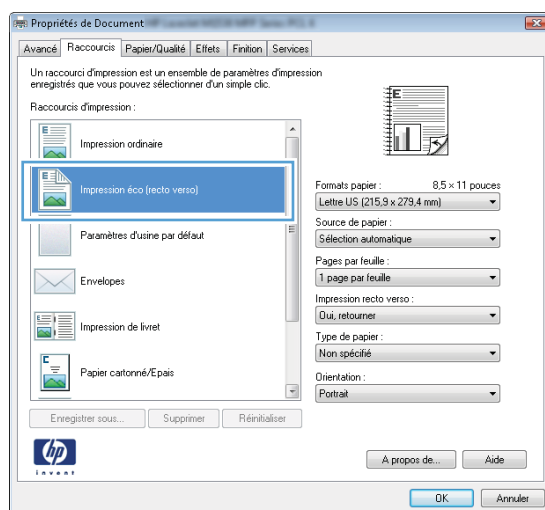 Propriétés de Document
Avancé Raccourcis Papier/Qualité Effets Finition Services
Un raccourci d'impression est un ensemble de paramètres d'impression
enregistrés que vous pouvez sélectionner d'un simple clic.
Raccourcis d'impression :
Impression ordinaire
Impression éco (recto verso)
Paramètres d'usine par défaut
Envelopes
Impression de livret
Papier cartonné/Epais
Enregistrer sous... Supprimer Réinitialiser
Formats papier : 8,5 × 11 pouces
Lettre US (215,9 x 279,4 mm)
Source de papier :
Sélection automatique
Pages par feuille :
1 page par feuille
Impression recto verso :
Oui, retourner
Type de papier :
Non spécifié
Orientation :
Portrait
hp
invent
A propos de... Aide
OK Annuler